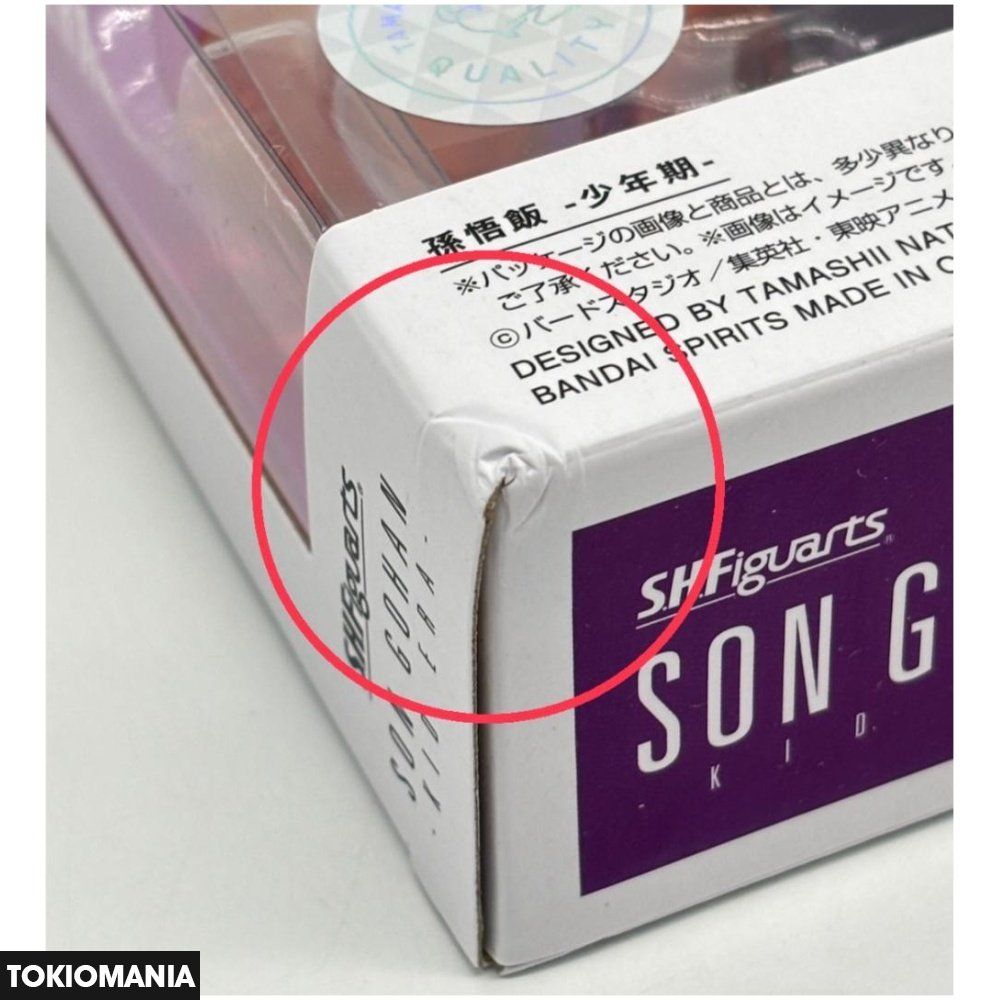 TAMA
QUALITY
孫悟飯 -少年期-
※パッケージの画像と商品とは、多少異なり
ご了承ください。※画像はイメージです
©バードスタジオ/集英社・東映アニメ
DESIGNED BY TAMASHII NAT
BANDAI SPIRITS MADE IN C
S.H.Figuarts
SON GOHAN
-KID ERA-
S.H.Figuarts
SON G
KID
TOKIOMANIA